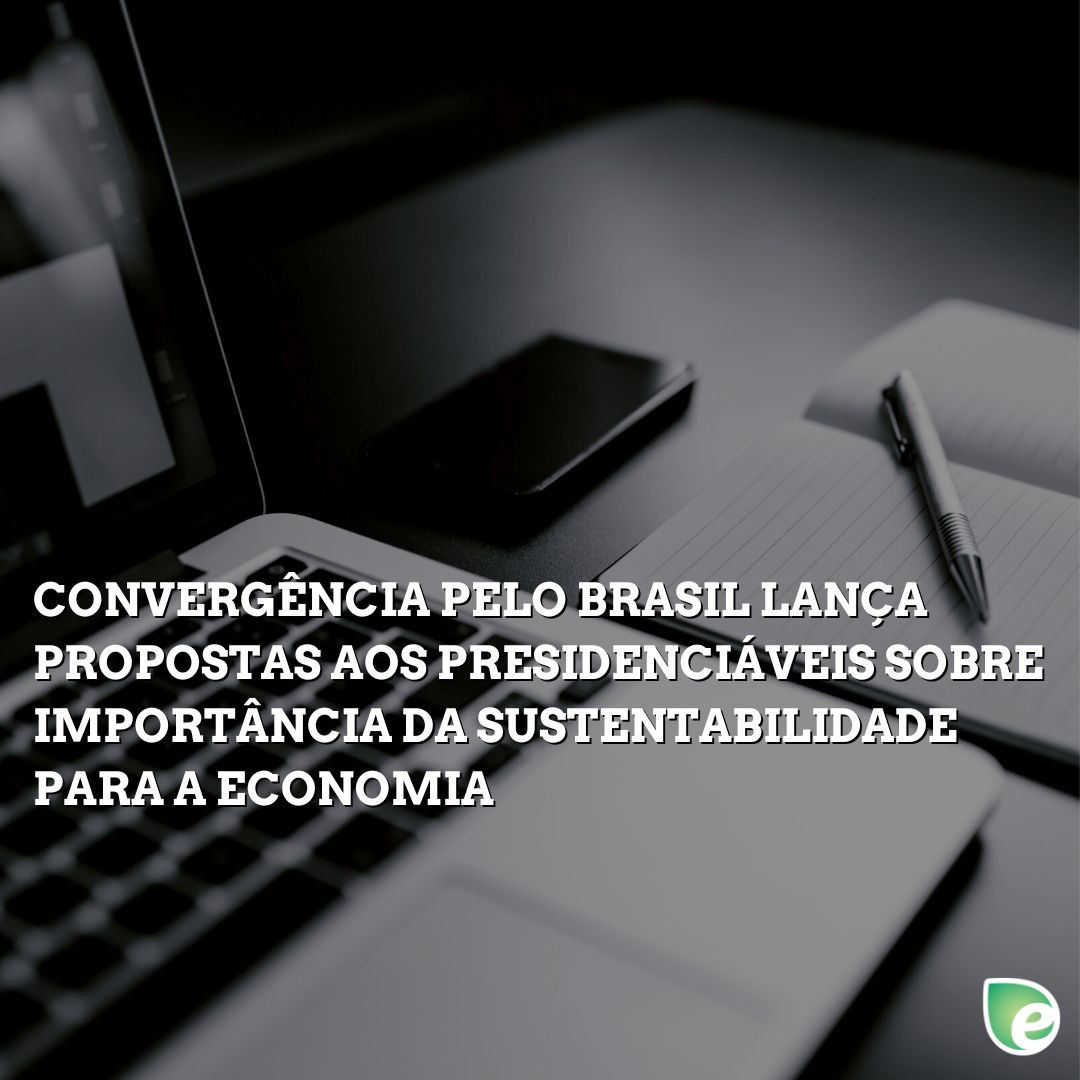 CONVERGÊNCIA PELO BRASIL LANÇA
PROPOSTAS AOS PRESIDENCIÁVEIS SOBRE
IMPORTÂNCIA DA SUSTENTABILIDADE
PARA A ECONOMIA
e